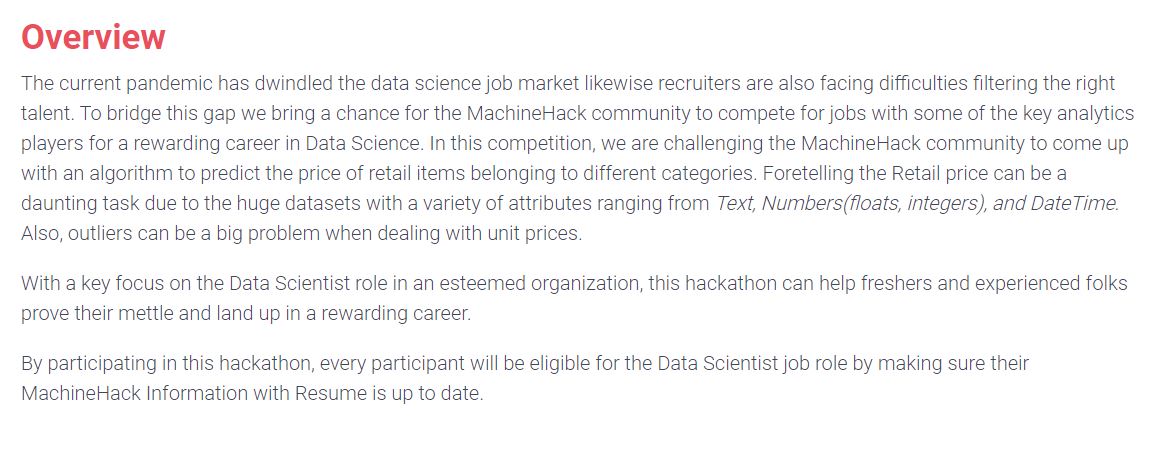 Overview
The current pandemic has dwindled the data science job market likewise recruiters are also facing difficulties filtering the right
talent. To bridge this gap we bring a chance for the MachineHack community to compete for jobs with some of the key analytics
players for a rewarding career in Data Science. In this competition, we are challenging the MachineHack community to come up
with an algorithm to predict the price of retail items belonging to different categories. Foretelling the Retail price can be a
daunting task due to the huge datasets with a variety of attributes ranging from Text, Numbers(floats, integers), and DateTime.
Also, outliers can be a big problem when dealing with unit prices.
With a key focus on the Data Scientist role in an esteemed organization, this hackathon can help freshers and experienced folks
prove their mettle and land up in a rewarding career.
By participating in this hackathon, every participant will be eligible for the Data Scientist job role by making sure their
MachineHack Information with Resume is up to date.